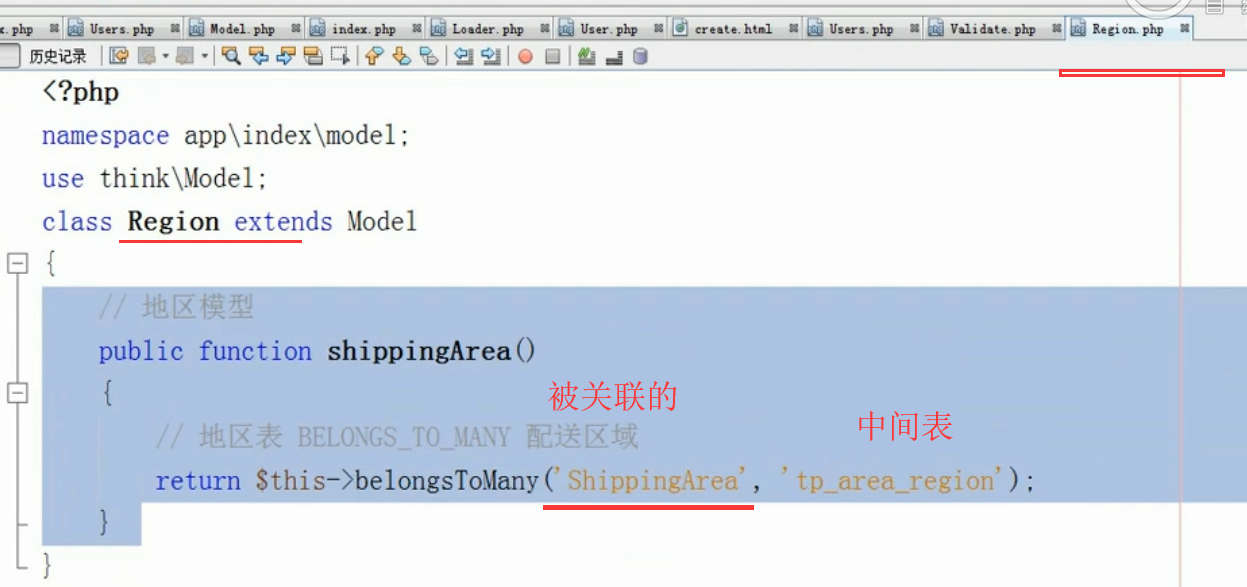 x.php Users.php Model.php index.php Loader.php User.php create.html Users.php Validate.php Region.php
历史记录
<?php
namespace app\index\model;
use think\Model;
class Region extends Model
{
// 地区模型
public function shippingArea()
{
被关联的
中间表
// 地区表 BELONGS_TO_MANY 配送区域
return $this->belongsToMany('ShippingArea', 'tp_area_region');
}
}